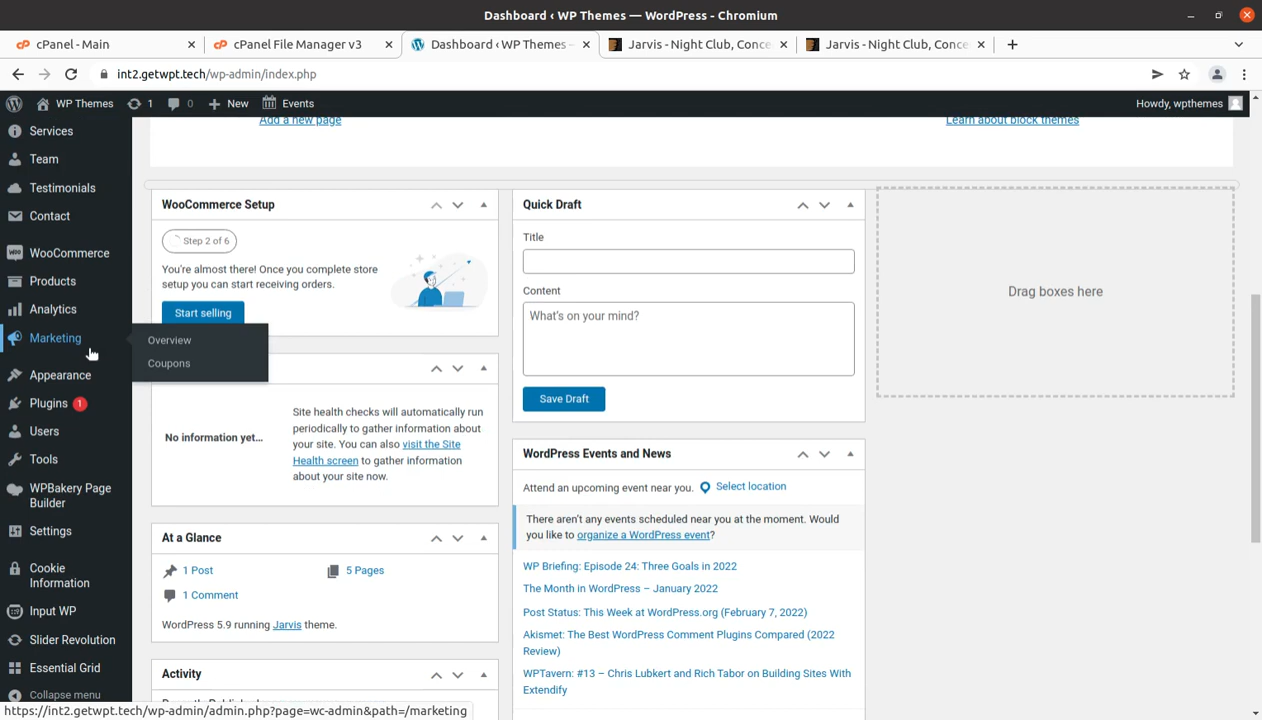 Dashboard ‹ WP Themes — WordPress - Chromium
cPanel - Main
cPanel File Manager v3
Dashboard ‹ WP Themes –
Jarvis - Night Club, Conce
Jarvis - Night Club, Conce
int2.getwpt.tech/wp-admin/index.php
WP Themes
1
0
New
Events
Howdy, wpthemes
Services
Team
Testimonials
Contact
WooCommerce
Products
Analytics
Marketing
Overview
Coupons
Appearance
Plugins 1
Users
Tools
WPBakery Page
Builder
Settings
Cookie
Information
Input WP
Slider Revolution
Essential Grid
Collapse menu
Add a new page
Learn about block themes
WooCommerce Setup
Step 2 of 6
You're almost there! Once you complete store
setup you can start receiving orders.
Start selling
No information yet...
Site health checks will automatically run
periodically to gather information about
your site. You can also visit the Site
Health screen to gather information
about your site now.
At a Glance
1 Post
5 Pages
1 Comment
WordPress 5.9 running Jarvis theme.
Activity
Quick Draft
Title
Content
What's on your mind?
Save Draft
WordPress Events and News
Attend an upcoming event near you.
Select location
There aren't any events scheduled near you at the moment. Would
you like to organize a WordPress event?
WP Briefing: Episode 24: Three Goals in 2022
The Month in WordPress – January 2022
Post Status: This Week at WordPress.org (February 7, 2022)
Akismet: The Best WordPress Comment Plugins Compared (2022
Review)
WPTavern: #13 – Chris Lubkert and Rich Tabor on Building Sites With
Extendify
Drag boxes here
https://int2.getwpt.tech/wp-admin/admin.php?page=wc-admin&path=/marketing